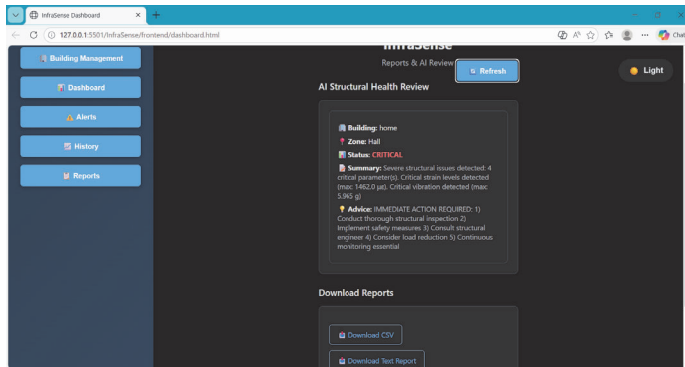 InfraSense Dashboard
127.0.0.1:5501/InfraSense/frontend/dashboard.html
Chat
Building Management
Dashboard
Alerts
History
Reports
InfraSense
Reports & AI Review
Refresh
Light
AI Structural Health Review
Building: home
Zone: Hall
Status: CRITICAL
Summary: Severe structural issues detected: 4
critical parameter(s). Critical strain levels detected
(max: 1462.0 µε). Critical vibration detected (max:
5.965 g)
Advice: IMMEDIATE ACTION REQUIRED: 1)
Conduct thorough structural inspection 2)
Implement safety measures 3) Consult structural
engineer 4) Consider load reduction 5) Continuous
monitoring essential
Download Reports
Download CSV
Download Text Report